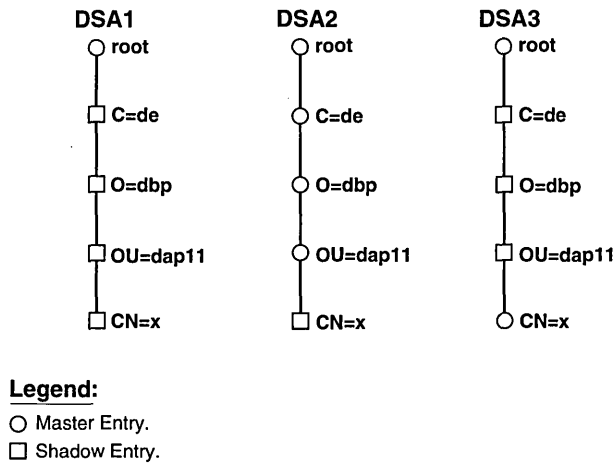 DSA1 DSA2 DSA3
root root root
C=de C=de C=de
O=dbp O=dbp O=dbp
OU=dap11 OU=dap11 OU=dap11
CN=x CN=x CN=x
Legend:
Master Entry.
Shadow Entry.